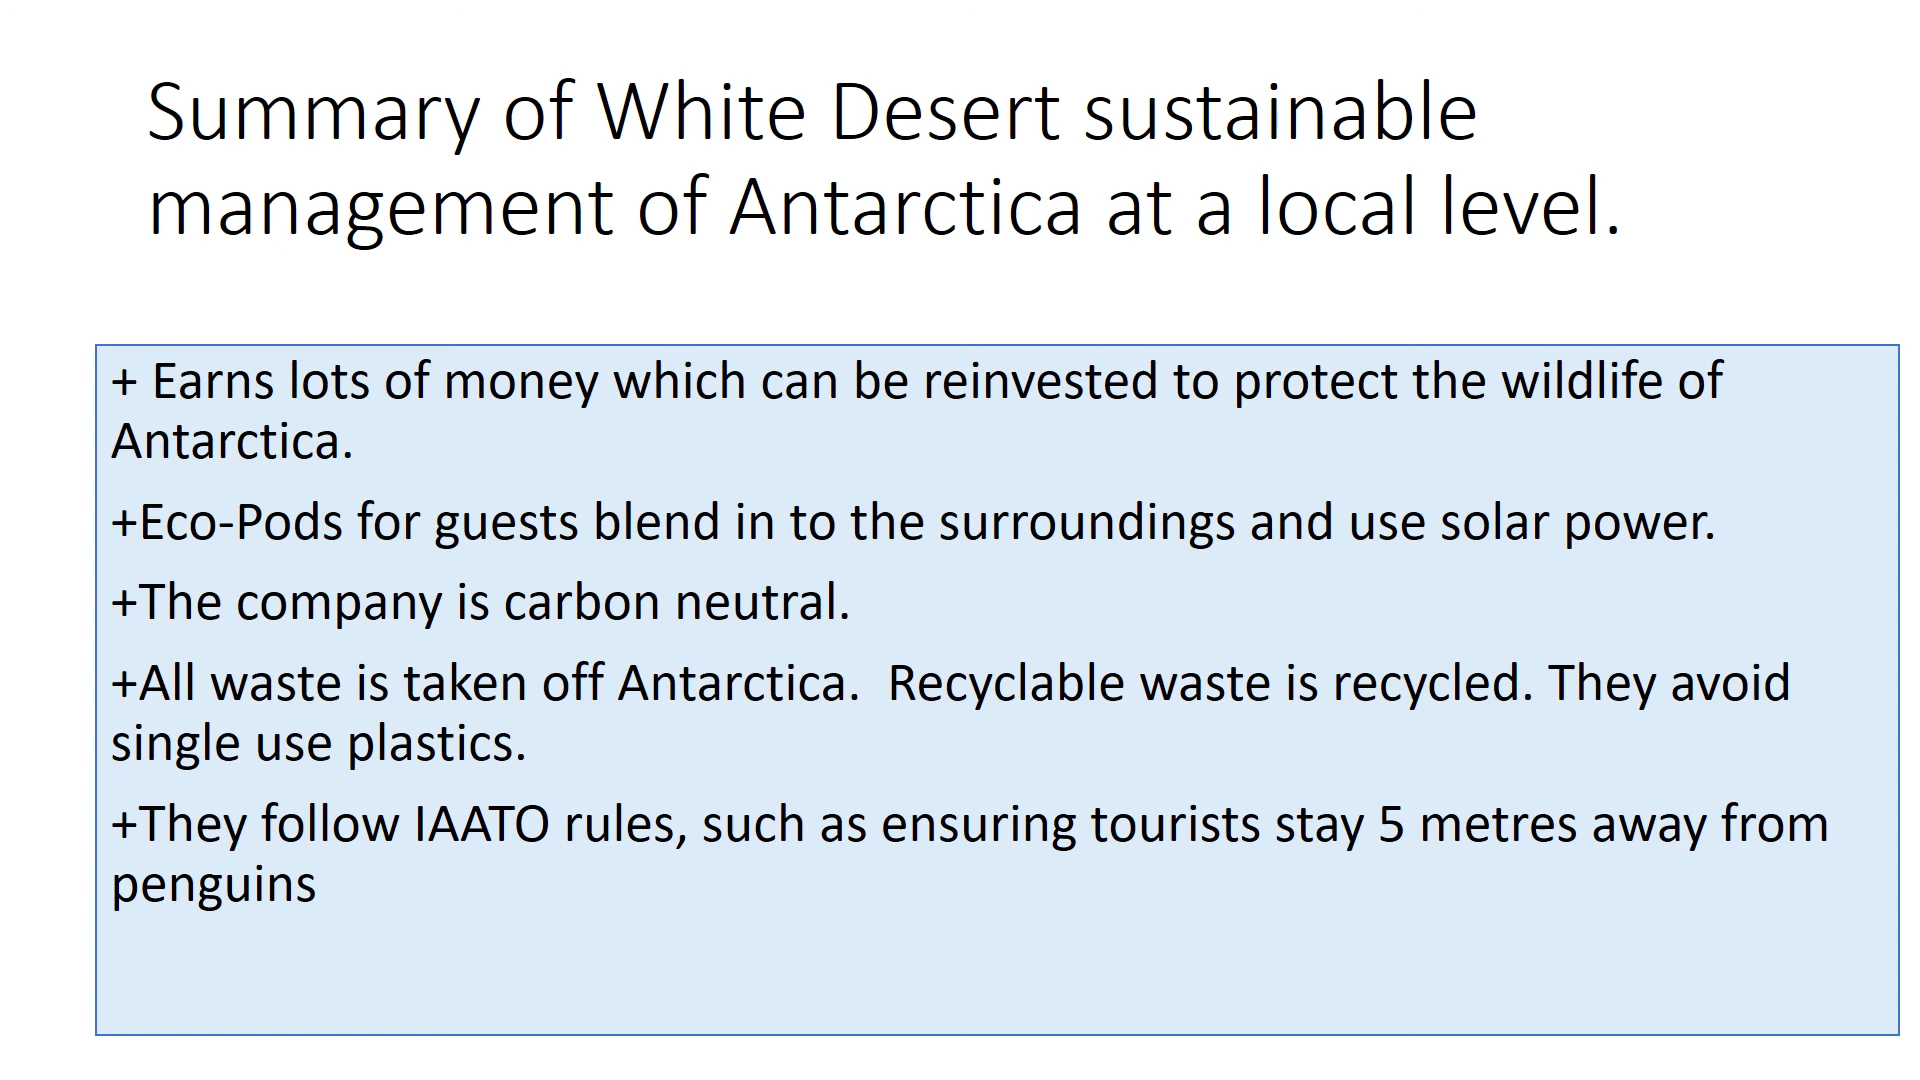 Summary of White Desert sustainable
management of Antarctica at a local level.
+ Earns lots of money which can be reinvested to protect the wildlife of
Antarctica.
+Eco-Pods for guests blend in to the surroundings and use solar power.
+The company is carbon neutral.
+All waste is taken off Antarctica.  Recyclable waste is recycled. They avoid
single use plastics.
+They follow IAATO rules, such as ensuring tourists stay 5 metres away from
penguins